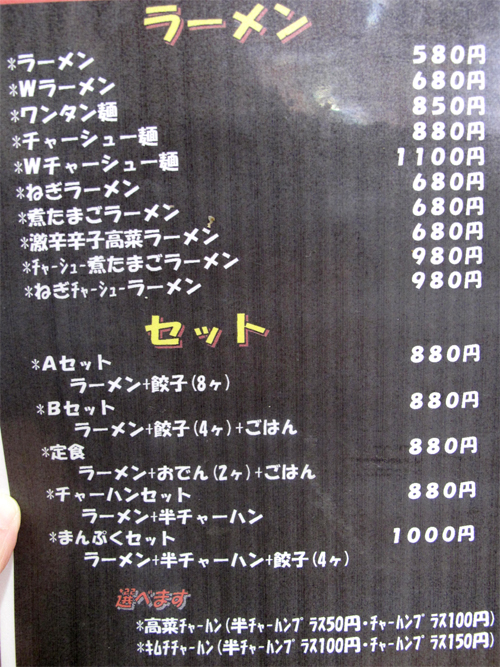 ラーメン
*ラーメン 580円
*Wラーメン 680円
*ワンタン麺 850円
*チャーシュー麺 880円
*Wチャーシュー麺 1100円
*ねぎラーメン 680円
*煮たまごラーメン 680円
*激辛辛子高菜ラーメン 680円
*ﾁｬｰｼｭｰ煮たまごラーメン 980円
*ねぎﾁｬｰｼｭｰラーメン 980円
セット
*Aセット 880円
ラーメン+餃子(8ヶ)
*Bセット 880円
ラーメン+餃子(4ヶ)+ごはん
*定食 880円
ラーメン+おでん(2ヶ)+ごはん
*チャーハンセット 880円
ラーメン+半チャーハン
*まんぷくセット 1000円
ラーメン+半チャーハン+餃子(4ヶ)
選べます
*高菜ﾁｬｰﾊﾝ(半ﾁｬｰﾊﾝﾌﾟﾗｽ50円・ﾁｬｰﾊﾝﾌﾟﾗｽ100円)
*ｷﾑﾁﾁｬｰﾊﾝ(半ﾁｬｰﾊﾝﾌﾟﾗｽ100円・ﾁｬｰﾊﾝﾌﾟﾗｽ150円)